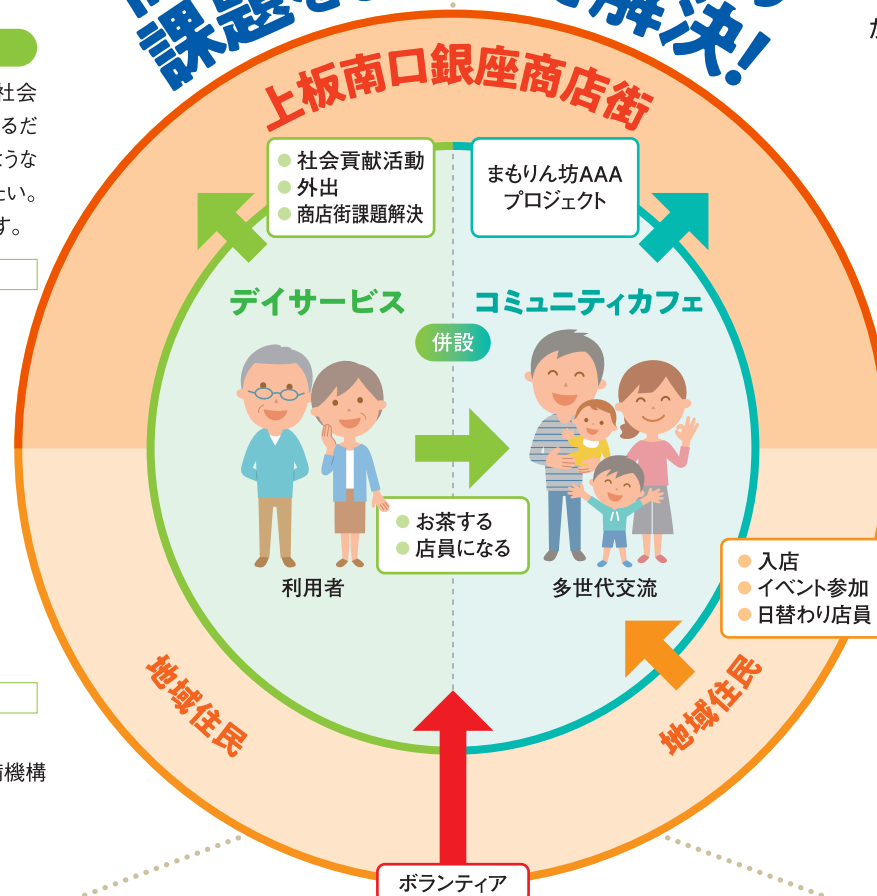 課題を
解決!
上板南口銀座商店街
社会
るだ
ような
たい。
す。
社会貢献活動
外出
商店街課題解決
まもりん坊AAA
プロジェクト
デイサービス
コミュニティカフェ
併設
お茶する
店員になる
利用者
多世代交流
入店
イベント参加
日替わり店員
地域住民
地域住民
機構
ボランティア